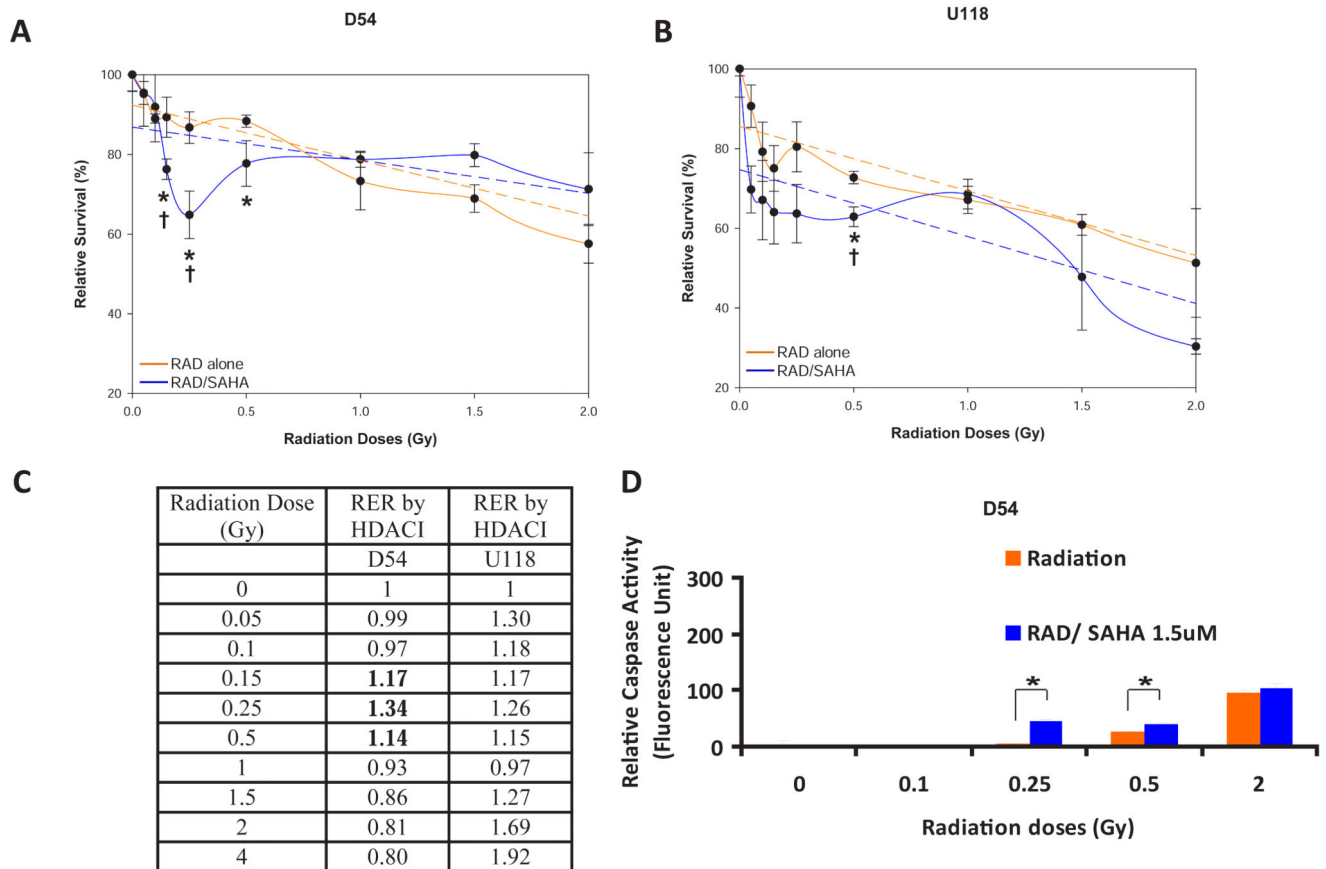 A
D54
Relative Survival (%)
100
80
60
40
20
*
†
*
†
*
RAD alone
RAD/SAHA
0.0
0.5
1.0
1.5
2.0
Radiation Doses (Gy)
B
U118
Relative Survival (%)
100
80
60
40
20
*
†
RAD alone
RAD/SAHA
0.0
0.5
1.0
1.5
2.0
Radiation Doses (Gy)
C
Radiation Dose (Gy) RER by HDACI RER by HDACI
D54 U118
0 1 1
0.05 0.99 1.30
0.1 0.97 1.18
0.15 1.17 1.17
0.25 1.34 1.26
0.5 1.14 1.15
1 0.93 0.97
1.5 0.86 1.27
2 0.81 1.69
4 0.80 1.92
D
D54
Relative Caspase Activity
(Fluorescence Unit)
Radiation
RAD/ SAHA 1.5uM
300
200
100
0
*
*
0
0.1
0.25
0.5
2
Radiation doses (Gy)